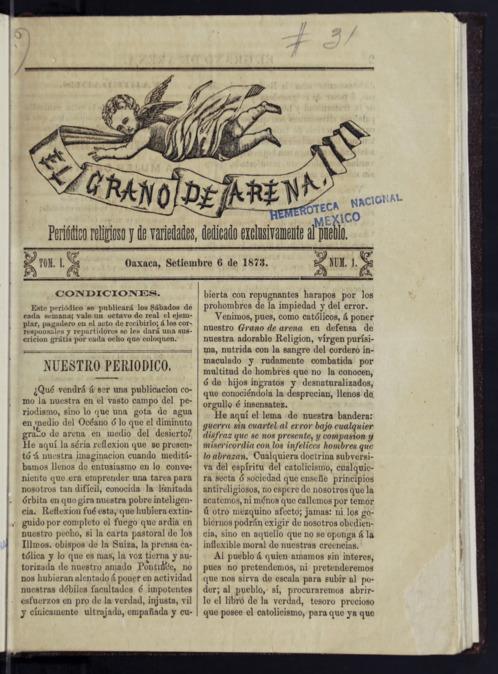 # 31
EL GRANO DE ARENA.
HEMEROTECA NACIONAL
MEXICO
Periódico religioso y de variedades, dedicado exclusivamente al pueblo.
TOM. I.
Oaxaca, Setiembre 6 de 1873.
NUM. 1.
CONDICIONES.
Este periódico se publicará los Sábados de
cada semana; vale un octavo de real el ejem-
plar, pagadero en el acto de recibirlo; á los cor-
responsales y repartidores se les dará una sus-
cricion grátis por cada ocho que coloquen.
NUESTRO PERIODICO.
¿Qué vendrá á ser una publicacion co-
mo la nuestra en el vasto campo del pe-
riodismo, sino lo que una gota de agua
en medio del Océano ó lo que el diminuto
grano de arena en medio del desierto?
He aquí la séria reflexion que se presen-
tó á nuestra imaginacion cuando meditá-
bamos llenos de entusiasmo en lo conve-
niente que era emprender una tarea para
nosotros tan difícil, conocida la limitada
órbita en que gira nuestra pobre inteligen-
cia. Reflexion fué esta, que hubiera extin-
guido por completo el fuego que ardia en
nuestro pecho, si la carta pastoral de los
Illmos. obispos de la Suiza, la prensa ca-
tólica y lo que es mas, la voz tierna y au-
torizada de nuestro amado Pontífice, no
nos hubieran alentado á poner en actividad
nuestras débiles facultades é impotentes
esfuerzos en pro de la verdad, injusta, vil
y cínicamente ultrajada, empañada y cu-
bierta con repugnantes harapos por los
prohombres de la impiedad y del error.
Venimos, pues, como católicos, á poner
nuestro Grano de arena en defensa de
nuestra adorable Religion, vírgen purísi-
ma, nutrida con la sangre del cordero in-
maculado y rudamente combatida por
multitud de hombres que no la conocen,
ó de hijos ingratos y desnaturalizados,
que conociéndola la desprecian, llenos de
orgullo é insensatez.
He aquí el lema de nuestra bandera:
guerra sin cuartel al error bajo cualquier
disfraz que se nos presente, y compasion y
misericordia con los infelices hombres que
lo abrazan. Cualquiera doctrina subversi-
va del espíritu del catolicismo, cualquie-
ra secta ó sociedad que enseñe principios
antireligiosos, no espere de nosotros que la
acatemos, ni ménos que callemos por temor
ú otro mezquino afecto; jamas: ni los go-
biernos podrán exigir de nosotros obedien-
cia, sino en aquello que no se oponga á la
inflexible moral de nuestras creencias.
Al pueblo á quien amamos sin interes,
pues no pretendemos, ni pretenderemos
que nos sirva de escala para subir al po-
der; al pueblo, sí, procuraremos abrir-
le el libro de la verdad, tesoro precioso
que posee el catolicismo, para que ya que